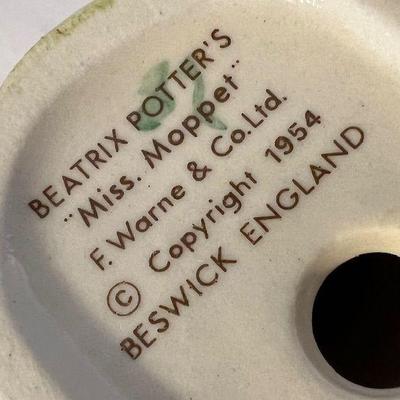 BEATRIX POTTER'S
"Miss. Moppet"
F. Warne & Co. Ltd.
© Copyright 1954
BESWICK ENGLAND